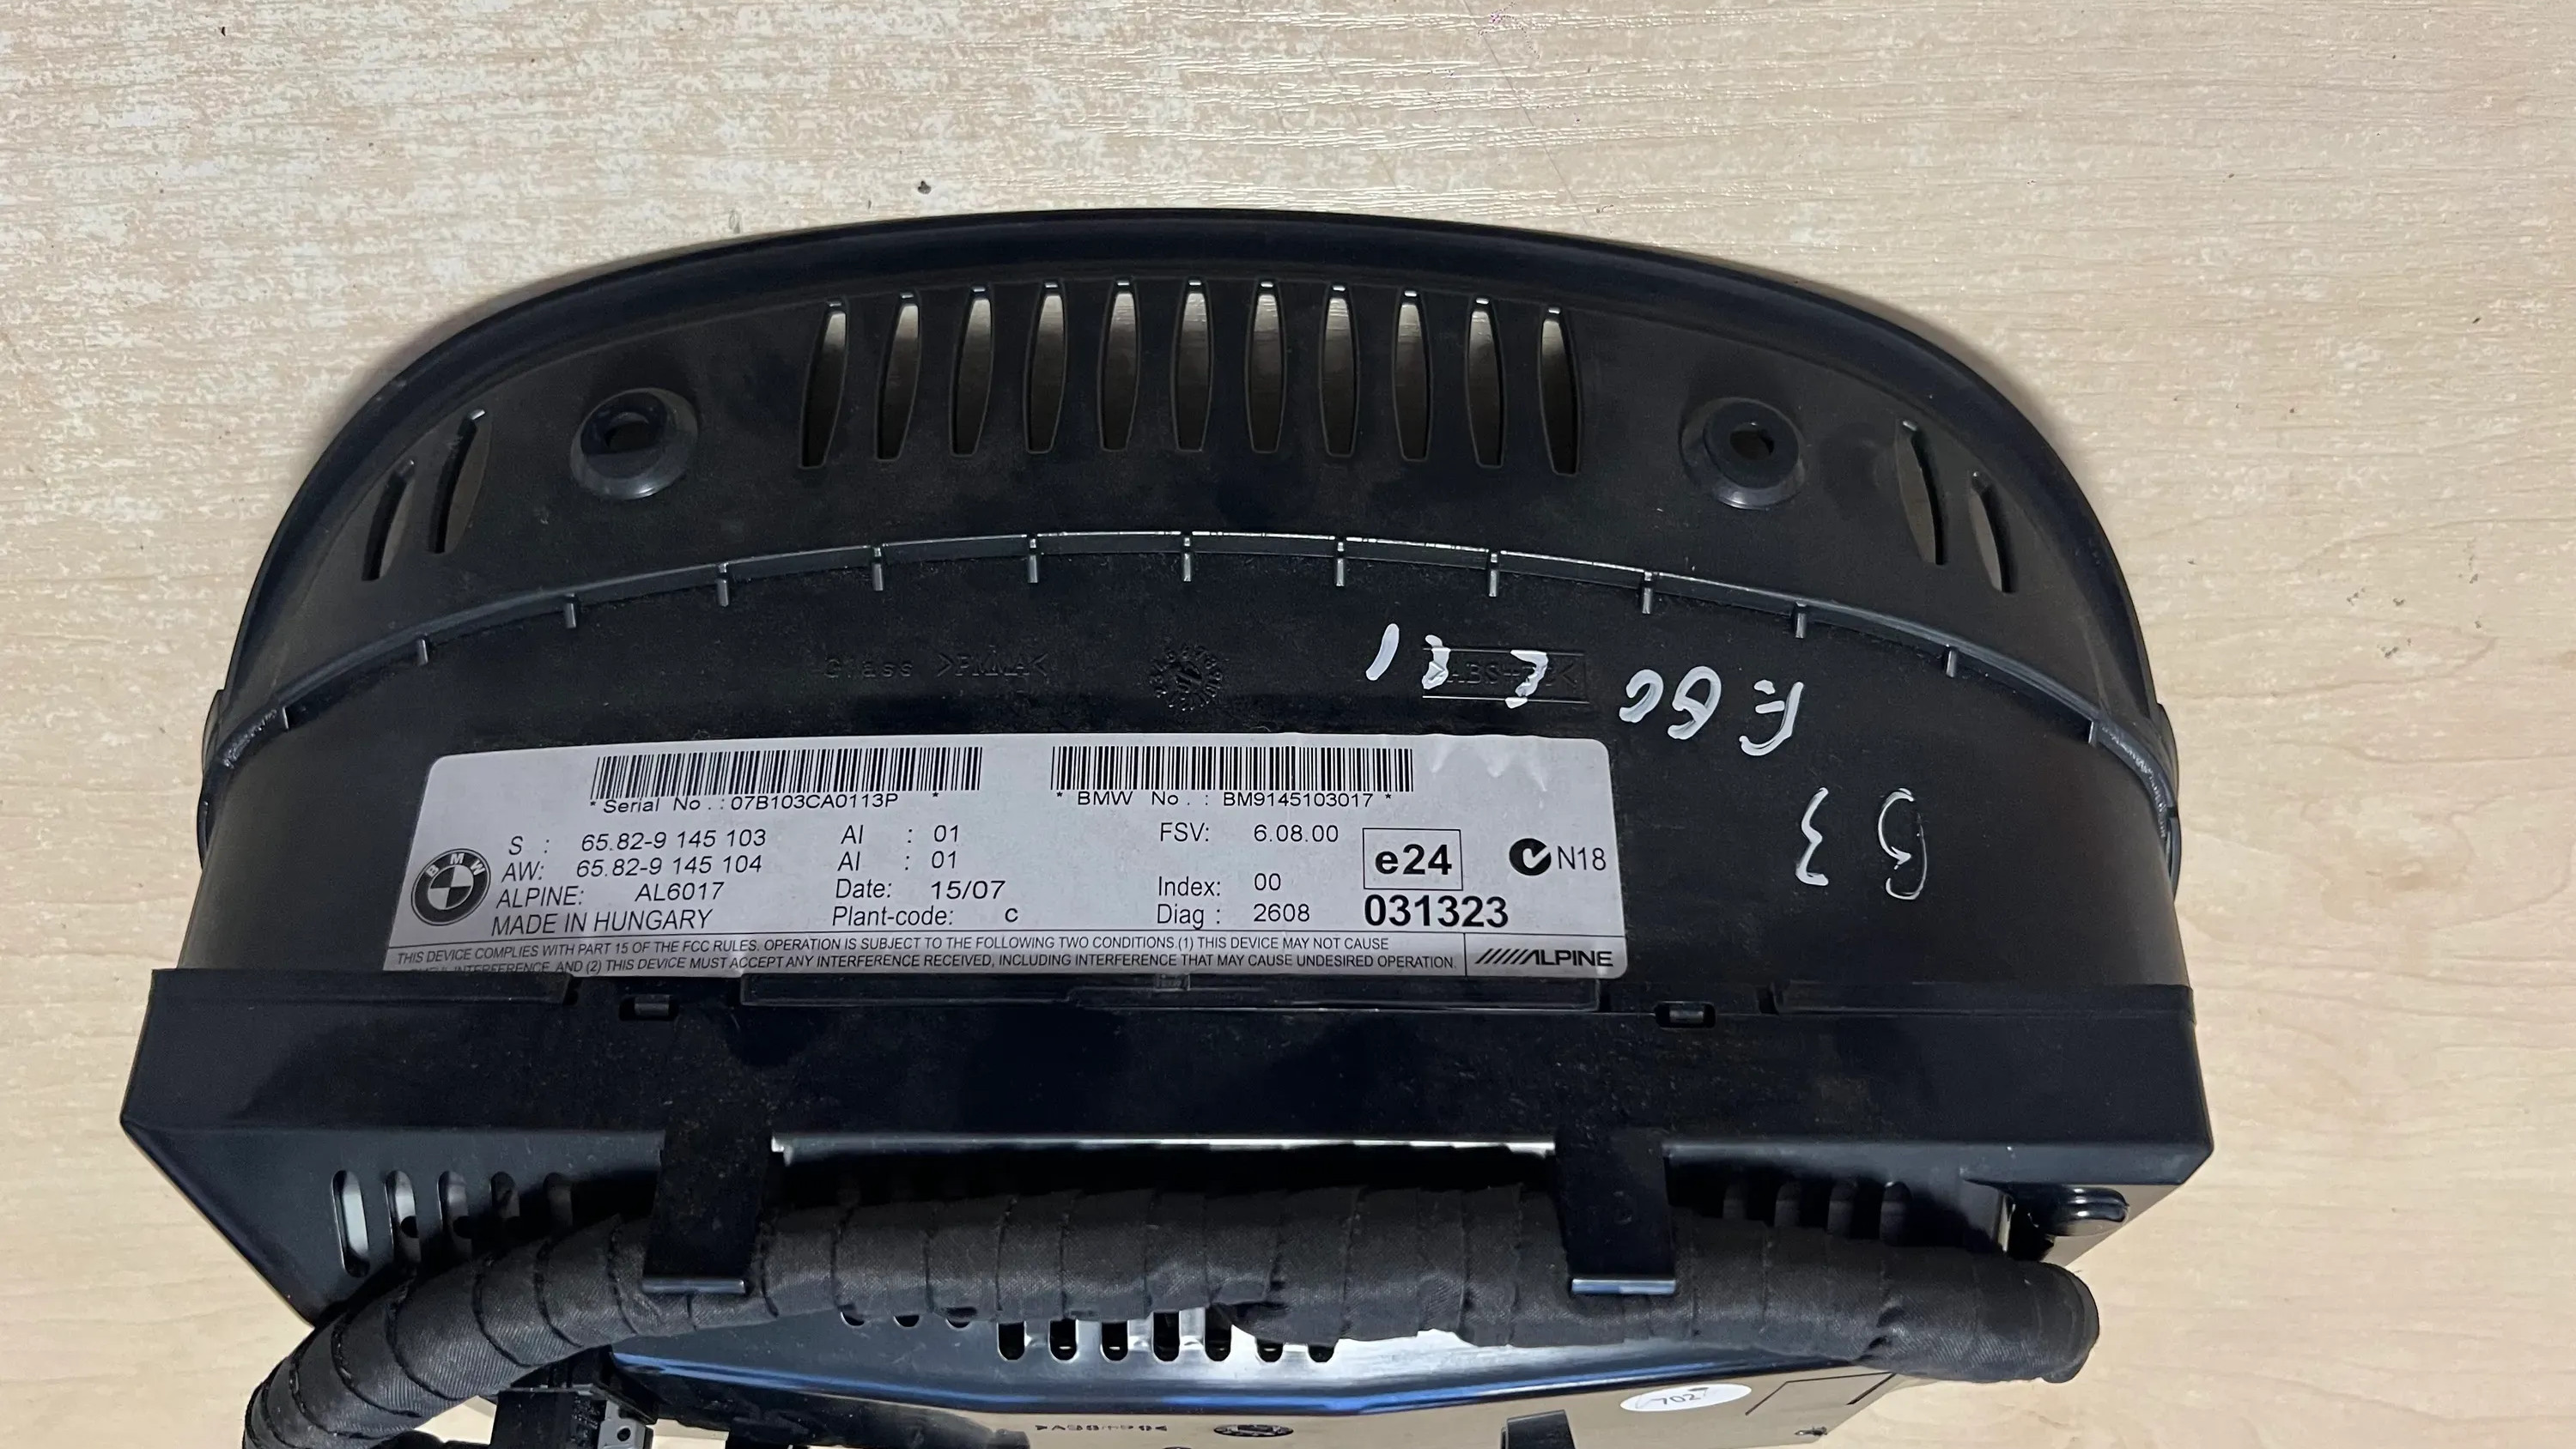 Glass >PMMA<
E60 E61
63
* Serial No.: 07B103CA0113P *
* BMW No. : BM9145103017 *
S : 65.82-9 145 103 AI : 01 FSV: 6.08.00
AW: 65.82-9 145 104 AI : 01
ALPINE: AL6017 Date: 15/07 Index: 00
MADE IN HUNGARY Plant-code: C Diag : 2608
BMW
e24
031323
N18
THIS DEVICE COMPLIES WITH PART 15 OF THE FCC RULES. OPERATION IS SUBJECT TO THE FOLLOWING TWO CONDITIONS.(1) THIS DEVICE MAY NOT CAUSE
INTERFERENCE, AND (2) THIS DEVICE MUST ACCEPT ANY INTERFERENCE RECEIVED, INCLUDING INTERFERENCE THAT MAY CAUSE UNDESIRED OPERATION.
ALPINE